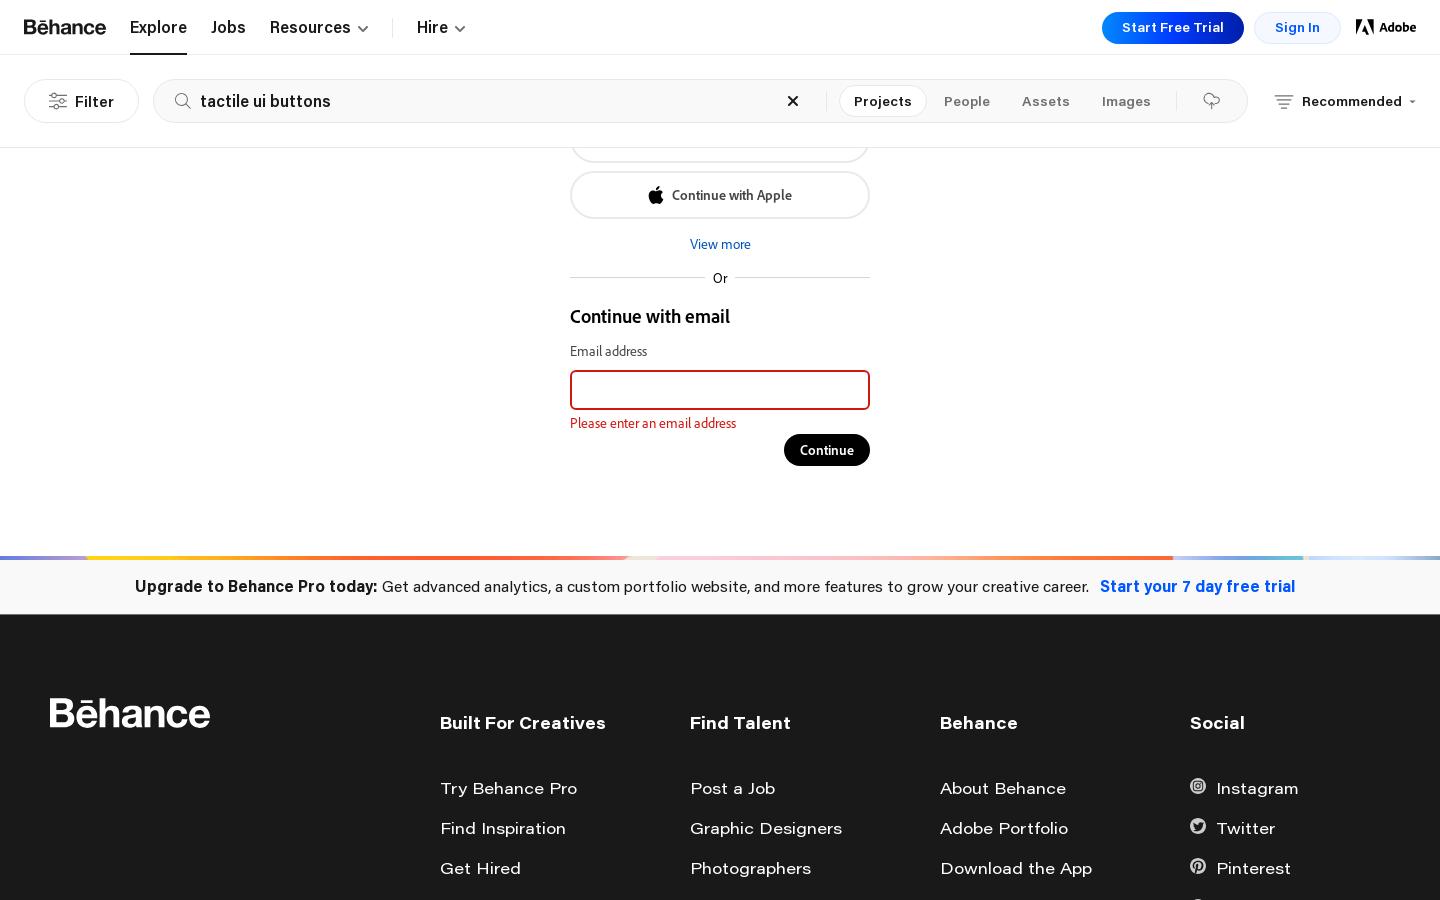 Bēhance
Explore
Jobs
Resources
Hire
Start Free Trial
Sign In
Adobe
Filter
tactile ui buttons
Projects
People
Assets
Images
Recommended
Continue with Apple
View more
Or
Continue with email
Email address
Please enter an email address
Continue
Upgrade to Behance Pro today: Get advanced analytics, a custom portfolio website, and more features to grow your creative career. Start your 7 day free trial
Bēhance
Built For Creatives
Try Behance Pro
Find Inspiration
Get Hired
Find Talent
Post a Job
Graphic Designers
Photographers
Behance
About Behance
Adobe Portfolio
Download the App
Social
Instagram
Twitter
Pinterest